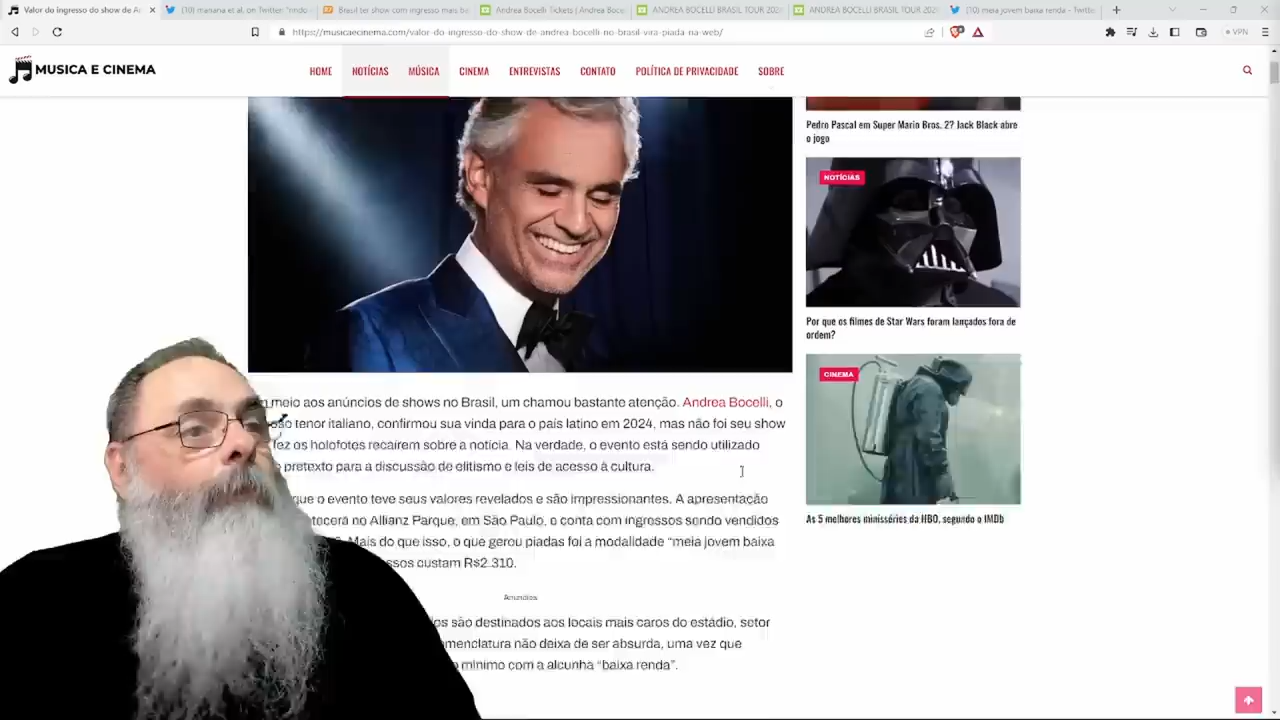 Valor do ingresso do show de A
(10) mariana et al. on Twitter: "rindo
Brasil ter show com ingresso mais ba
Andrea Bocelli Tickets | Andrea Boce
ANDREA BOCELLI BRASIL TOUR 202
ANDREA BOCELLI BRASIL TOUR 202
(10) meia jovem baixa renda - Twitte
https://musicaecinema.com/valor-do-ingresso-do-show-de-andrea-bocelli-no-brasil-vira-piada-na-web/
VPN
MUSICA E CINEMA
HOME NOTÍCIAS MÚSICA CINEMA ENTREVISTAS CONTATO POLÍTICA DE PRIVACIDADE SOBRE
Pedro Pascal em Super Mario Bros. 2? Jack Black abre
o jogo
NOTÍCIAS
Por que os filmes de Star Wars foram lançados fora de
ordem?
CINEMA
As 5 melhores minisséries da HBO, segundo o IMDb
m meio aos anúncios de shows no Brasil, um chamou bastante atenção. Andrea Bocelli, o
so tenor italiano, confirmou sua vinda para o país latino em 2024, mas não foi seu show
fez os holofotes recaírem sobre a notícia. Na verdade, o evento está sendo utilizado
pretexto para a discussão de elitismo e leis de acesso à cultura.
que o evento teve seus valores revelados e são impressionantes. A apresentação
tecerá no Allianz Parque, em São Paulo, e conta com ingressos sendo vendidos
Mais do que isso, o que gerou piadas foi a modalidade “meia jovem baixa
ssos custam R$2.310.
Anúncios
os são destinados aos locais mais caros do estádio, setor
menclatura não deixa de ser absurda, uma vez que
mínimo com a alcunha “baixa renda”.